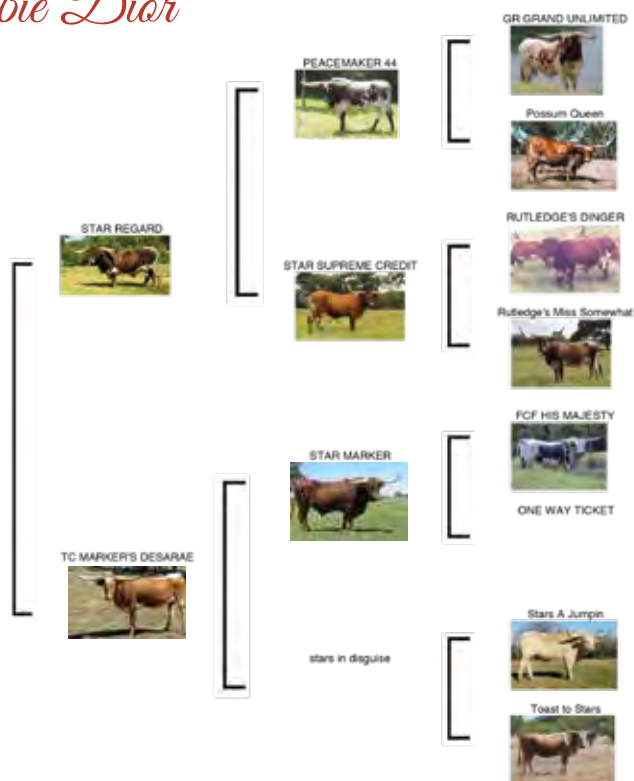 bie Dior
GR GRAND UNLIMITED
PEACEMAKER 44
Possum Queen
STAR REGARD
RUTLEDGE'S DINGER
STAR SUPREME CREDIT
Rutledge's Miss Somewhat
FCF HIS MAJESTY
STAR MARKER
ONE WAY TICKET
TC MARKER'S DESARAE
Stars A Jumpin
stars in disguise
Toast to Stars